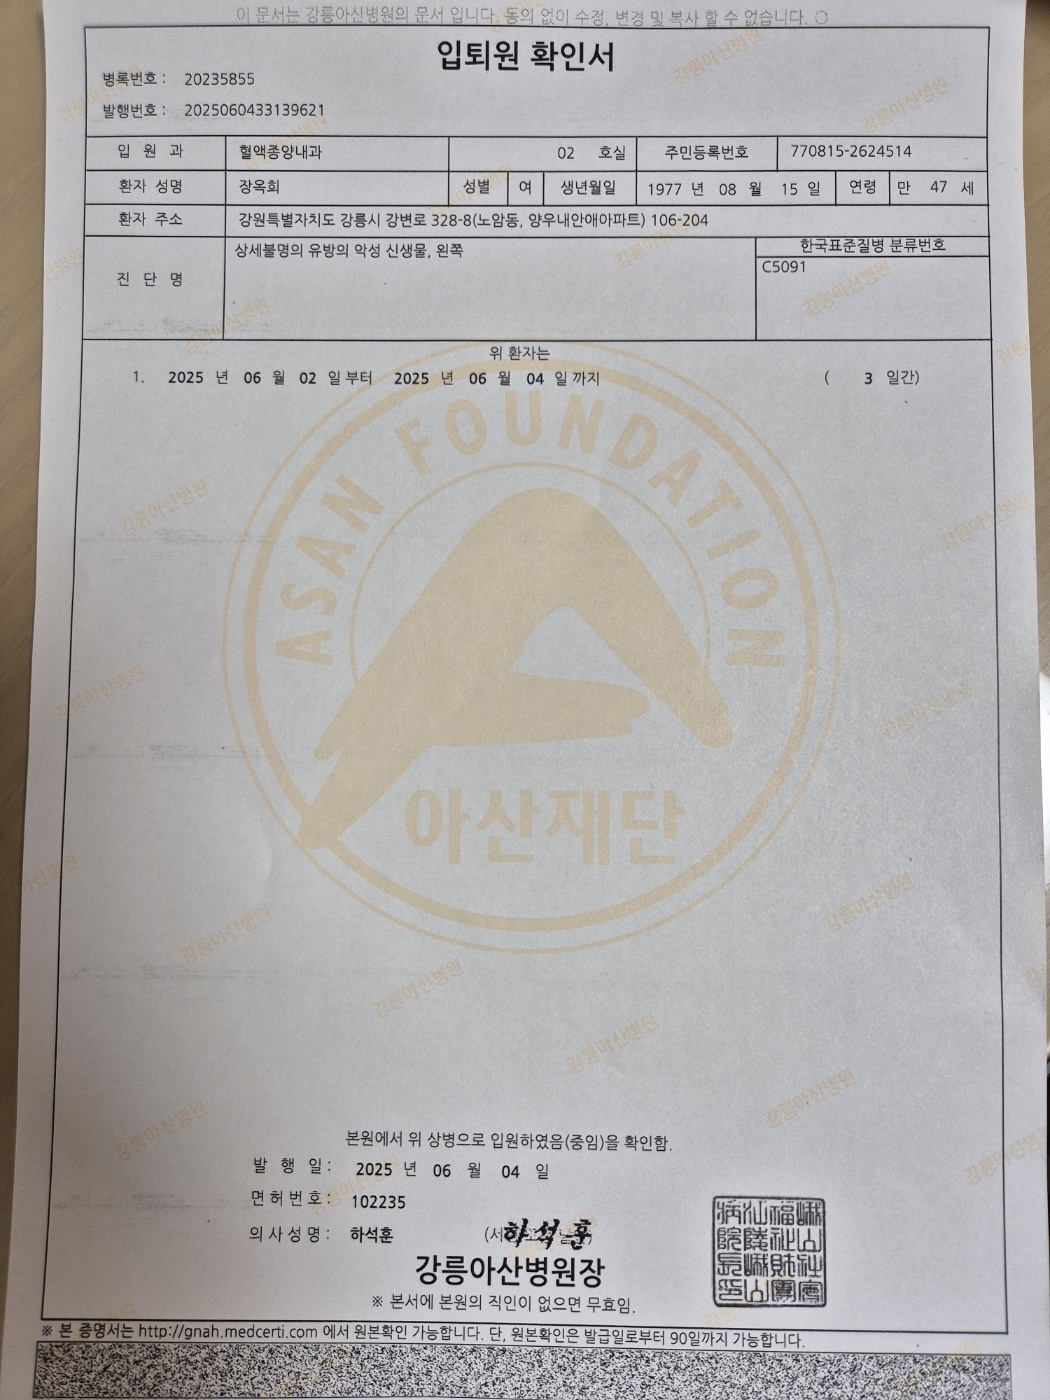 이 문서는 강릉아산병원의 문서 입니다. 동의 없이 수정, 변경 및 복사 할 수 없습니다.
입퇴원 확인서
병록번호 : 20235855
발행번호 : 2025060433139621
입 원 과 혈액종양내과 02 호실 주민등록번호 770815-2624514
환자 성명 장옥희 성별 여 생년월일 1977 년 08 월 15 일 연령 만 47 세
환자 주소 강원특별자치도 강릉시 강변로 328-8(노암동, 양우내안애아파트) 106-204
진 단 명 상세불명의 유방의 악성 신생물, 왼쪽 한국표준질병 분류번호
C5091
위 환자는
1. 2025 년 06 월 02 일 부터 2025 년 06 월 04 일 까지 ( 3 일간)
ASAN FOUNDATION
아산재단
본원에서 위 상병으로 입원하였음(중임)을 확인함.
발 행 일 : 2025 년 06 월 04 일
면허번호 : 102235
의사성명 : 하석훈 하석훈
강릉아산병원장
※ 본서에 본원의 직인이 없으면 무효임.
※ 본 증명서는 http://gnah.medcerti.com 에서 원본확인 가능합니다. 단, 원본확인은 발급일로부터 90일까지 가능합니다.
강릉아산병원